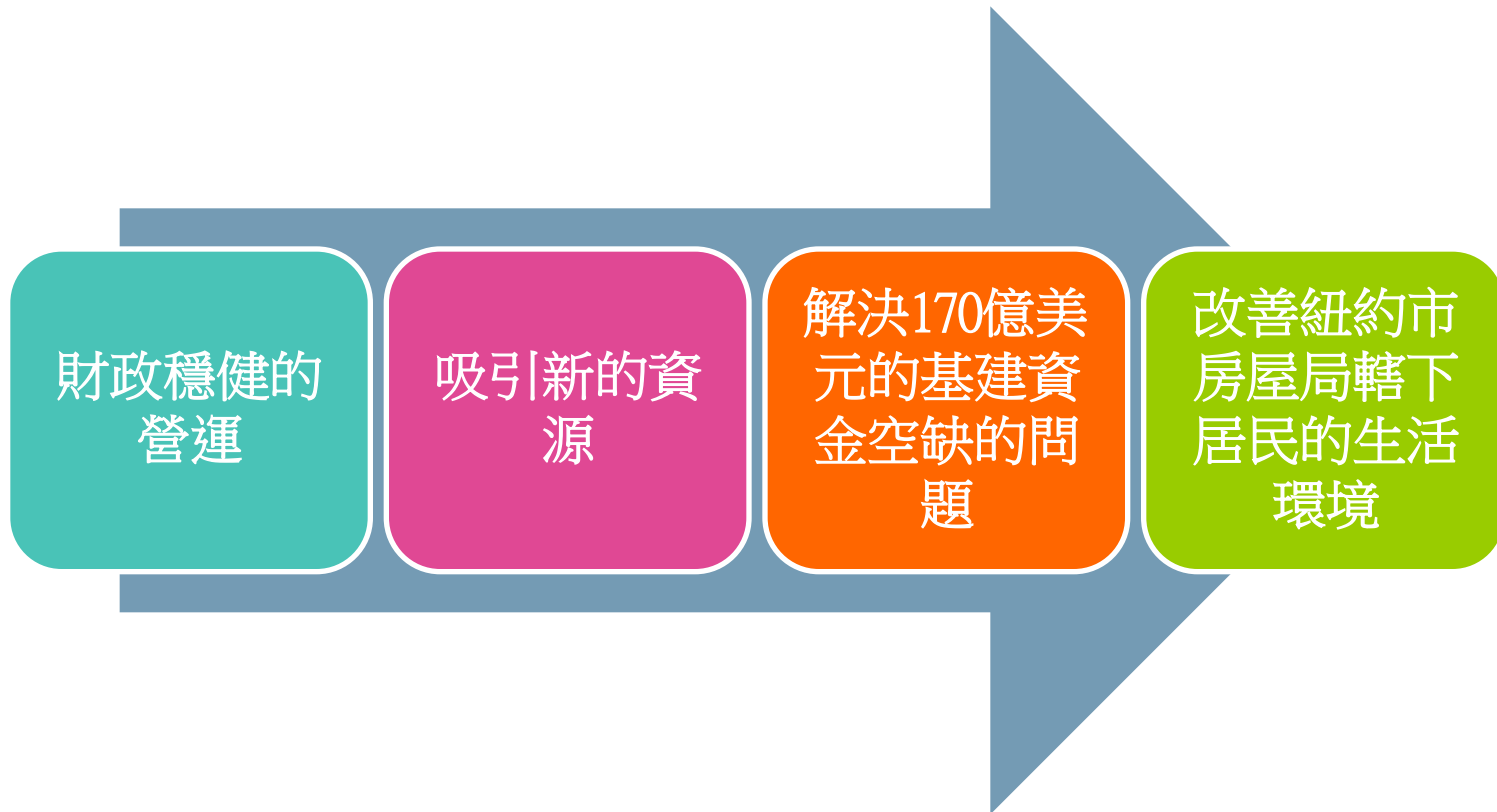 財政穩健的
營運
吸引新的資
源
解決170億美
元的基建資
金空缺的問
題
改善紐約市
房屋局轄下
居民的生活
環境